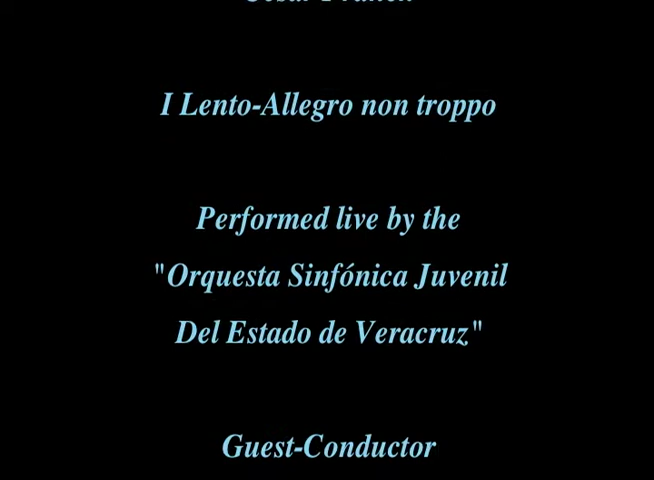 I Lento-Allegro non troppo
Performed live by the
"Orquesta Sinfónica Juvenil
Del Estado de Veracruz"
Guest-Conductor